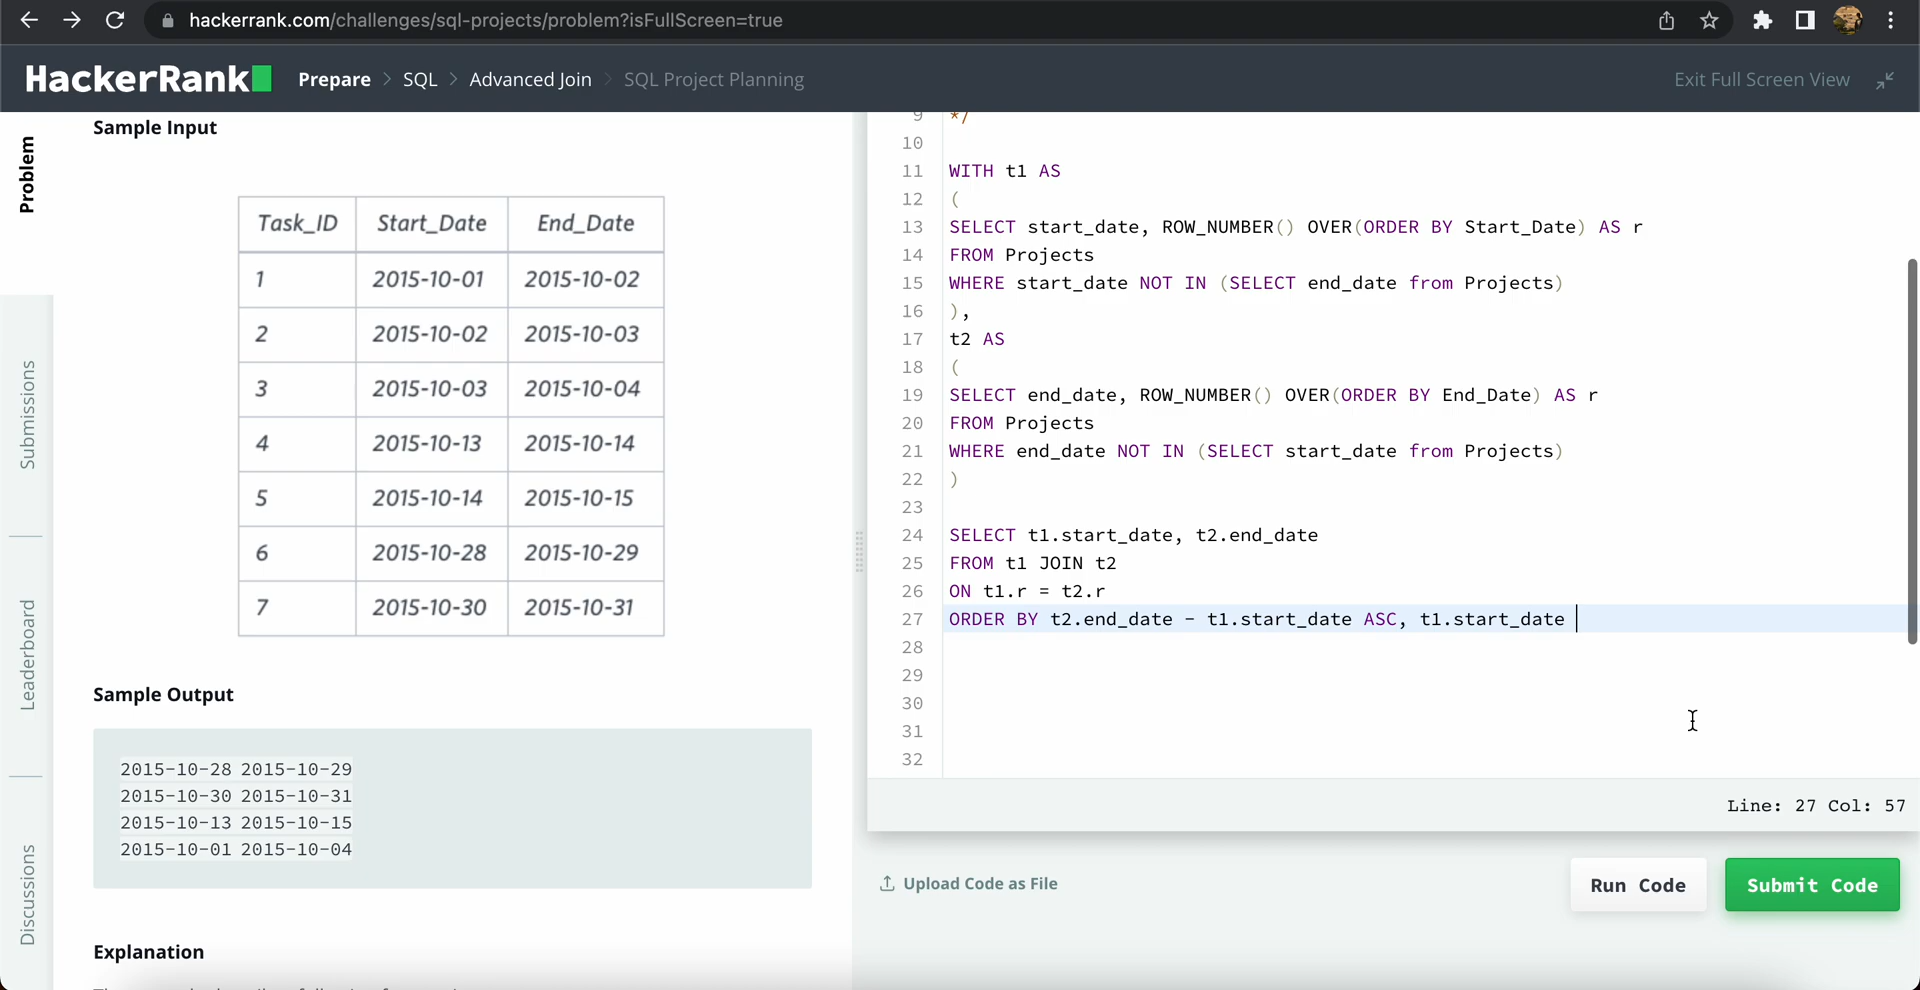 hackerrank.com/challenges/sql-projects/problem?isFullScreen=true
HackerRank Prepare > SQL > Advanced Join > SQL Project Planning Exit Full Screen View
Problem
Submissions
Leaderboard
Discussions
Sample Input
Task_ID Start_Date End_Date
1 2015-10-01 2015-10-02
2 2015-10-02 2015-10-03
3 2015-10-03 2015-10-04
4 2015-10-13 2015-10-14
5 2015-10-14 2015-10-15
6 2015-10-28 2015-10-29
7 2015-10-30 2015-10-31
Sample Output
2015-10-28 2015-10-29
2015-10-30 2015-10-31
2015-10-13 2015-10-15
2015-10-01 2015-10-04
Explanation
9 */
10
11 WITH t1 AS
12 (
13 SELECT start_date, ROW_NUMBER() OVER(ORDER BY Start_Date) AS r
14 FROM Projects
15 WHERE start_date NOT IN (SELECT end_date from Projects)
16 ),
17 t2 AS
18 (
19 SELECT end_date, ROW_NUMBER() OVER(ORDER BY End_Date) AS r
20 FROM Projects
21 WHERE end_date NOT IN (SELECT start_date from Projects)
22 )
23
24 SELECT t1.start_date, t2.end_date
25 FROM t1 JOIN t2
26 ON t1.r = t2.r
27 ORDER BY t2.end_date - t1.start_date ASC, t1.start_date
28
29
30
31
32
Line: 27 Col: 57
Upload Code as File
Run Code
Submit Code